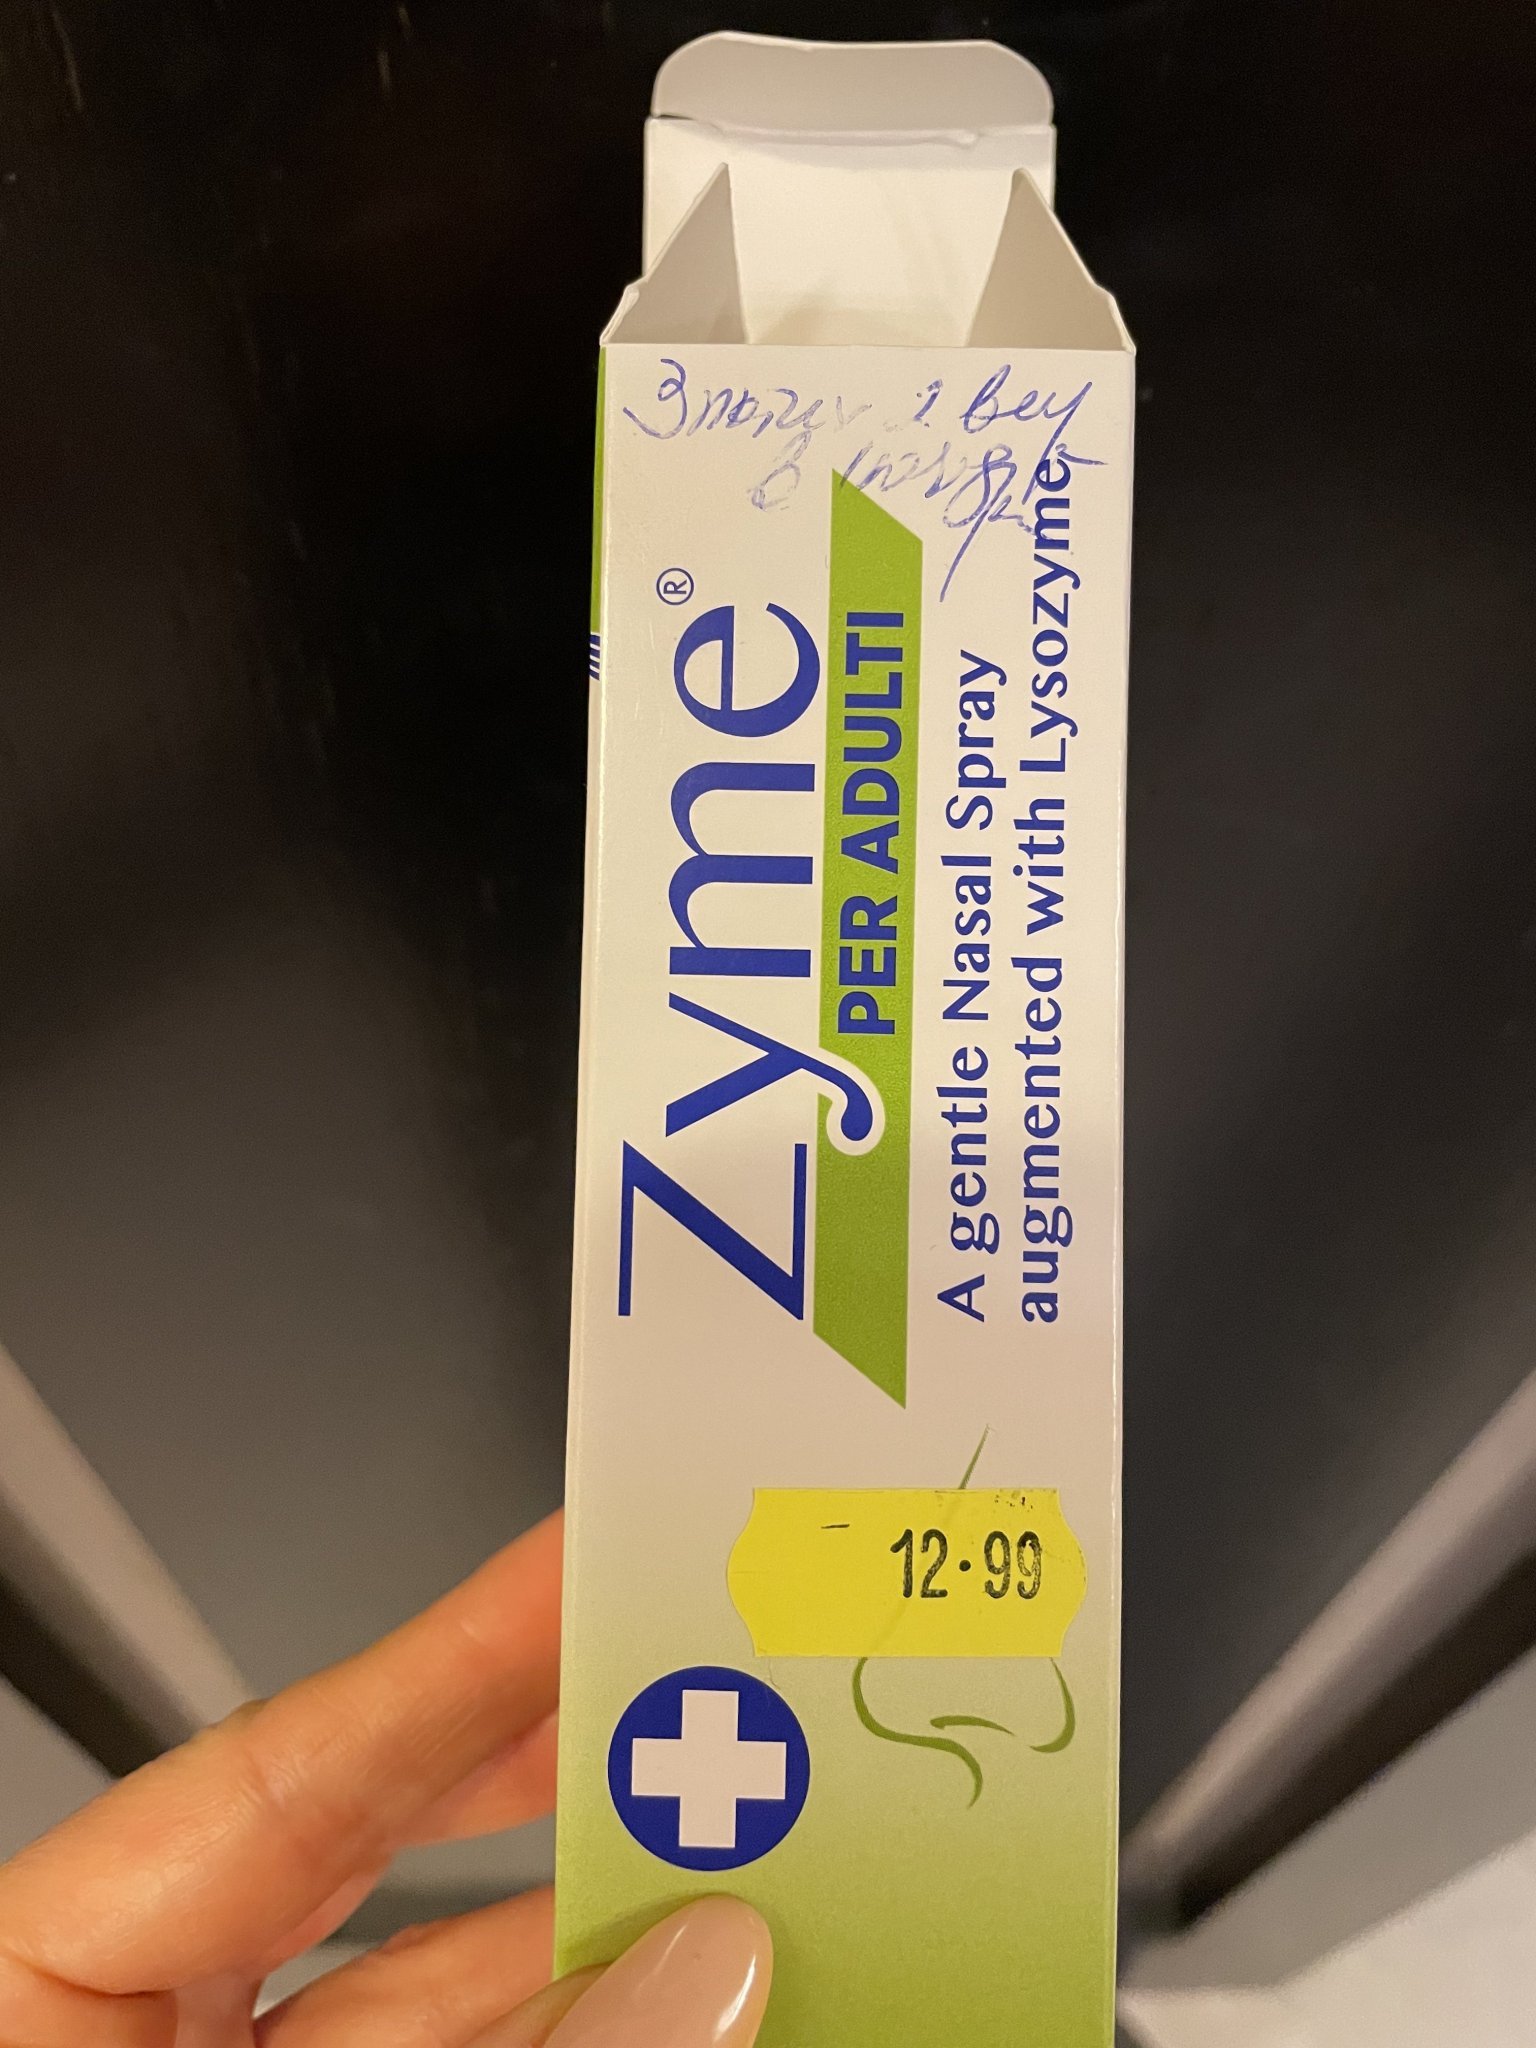 Zyme®
PER ADULTI
A gentle Nasal Spray
augmented with Lysozyme
12.99